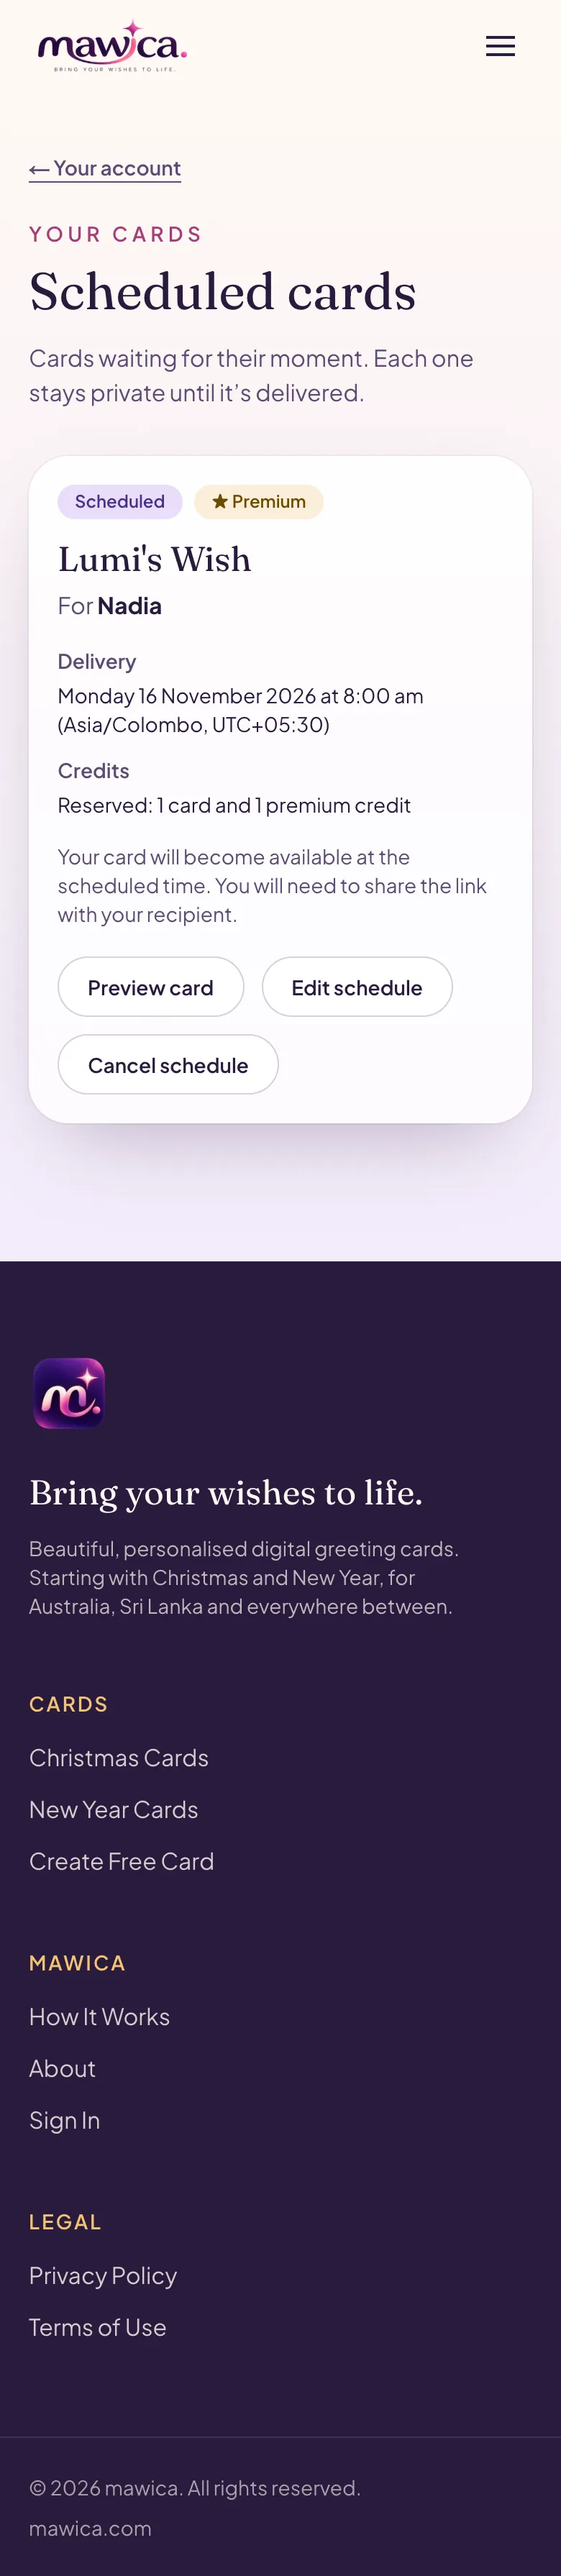 mawica.
BRING YOUR WISHES TO LIFE.
← Your account
YOUR CARDS
Scheduled cards
Cards waiting for their moment. Each one
stays private until it’s delivered.
Scheduled
★ Premium
Lumi's Wish
For Nadia
Delivery
Monday 16 November 2026 at 8:00 am
(Asia/Colombo, UTC+05:30)
Credits
Reserved: 1 card and 1 premium credit
Your card will become available at the
scheduled time. You will need to share the link
with your recipient.
Preview card
Edit schedule
Cancel schedule
m.
Bring your wishes to life.
Beautiful, personalised digital greeting cards.
Starting with Christmas and New Year, for
Australia, Sri Lanka and everywhere between.
CARDS
Christmas Cards
New Year Cards
Create Free Card
MAWICA
How It Works
About
Sign In
LEGAL
Privacy Policy
Terms of Use
© 2026 mawica. All rights reserved.
mawica.com